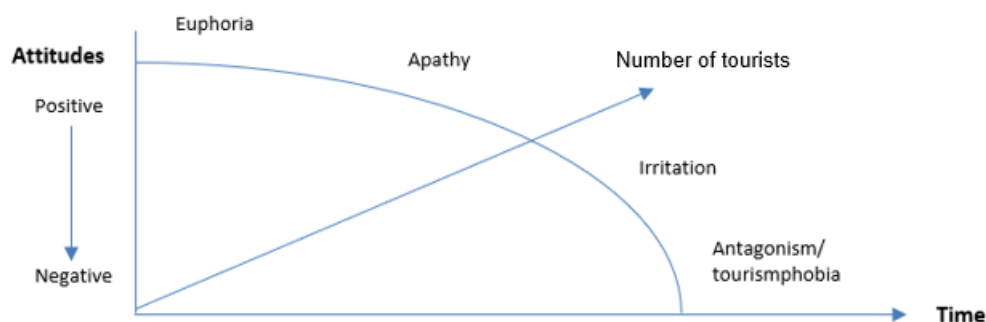 Euphoria
Attitudes
Apathy
Number of tourists
Positive
Irritation
Negative
Antagonism/
tourismphobia
Time